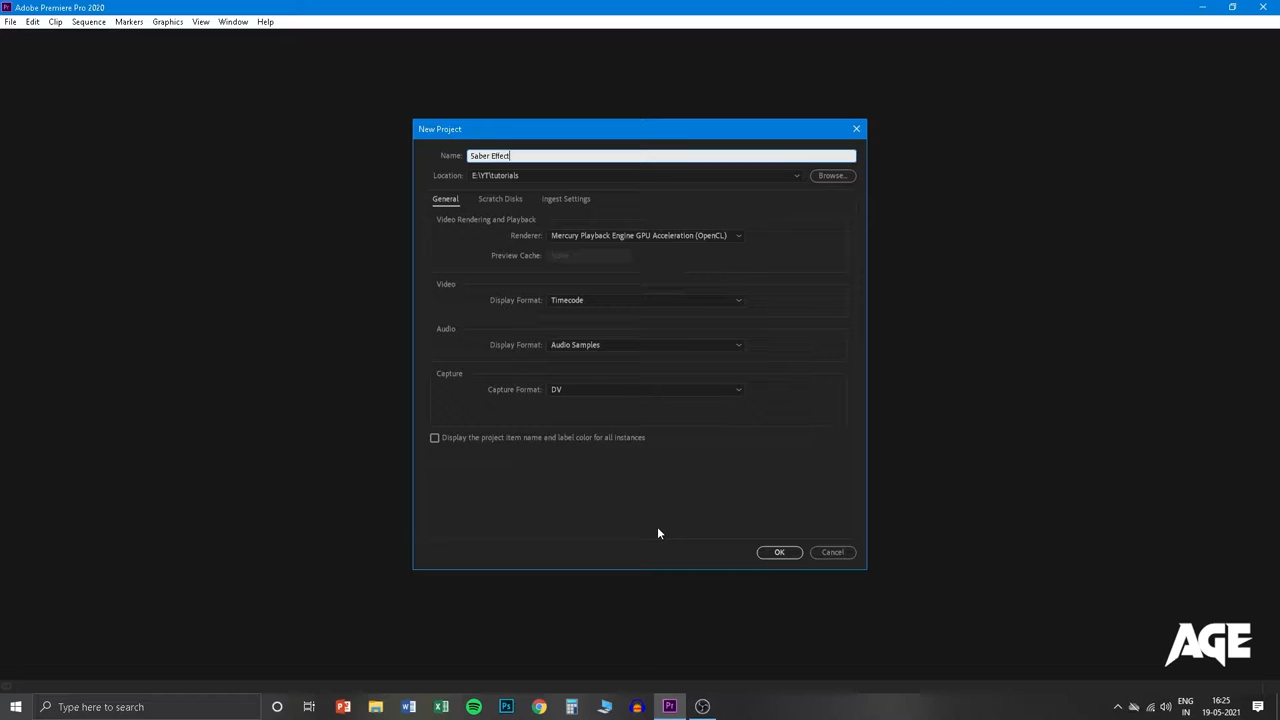 Adobe Premiere Pro 2020
File Edit Clip Sequence Markers Graphics View Window Help
New Project
Name: Saber Effect
Location: E:\YT\tutorials Browse...
General Scratch Disks Ingest Settings
Video Rendering and Playback
Renderer: Mercury Playback Engine GPU Acceleration (OpenCL)
Preview Cache: None
Video
Display Format: Timecode
Audio
Display Format: Audio Samples
Capture
Capture Format: DV
Display the project item name and label color for all instances
OK Cancel
AGE
Type here to search
ENG 16:25
IN 19-05-2021